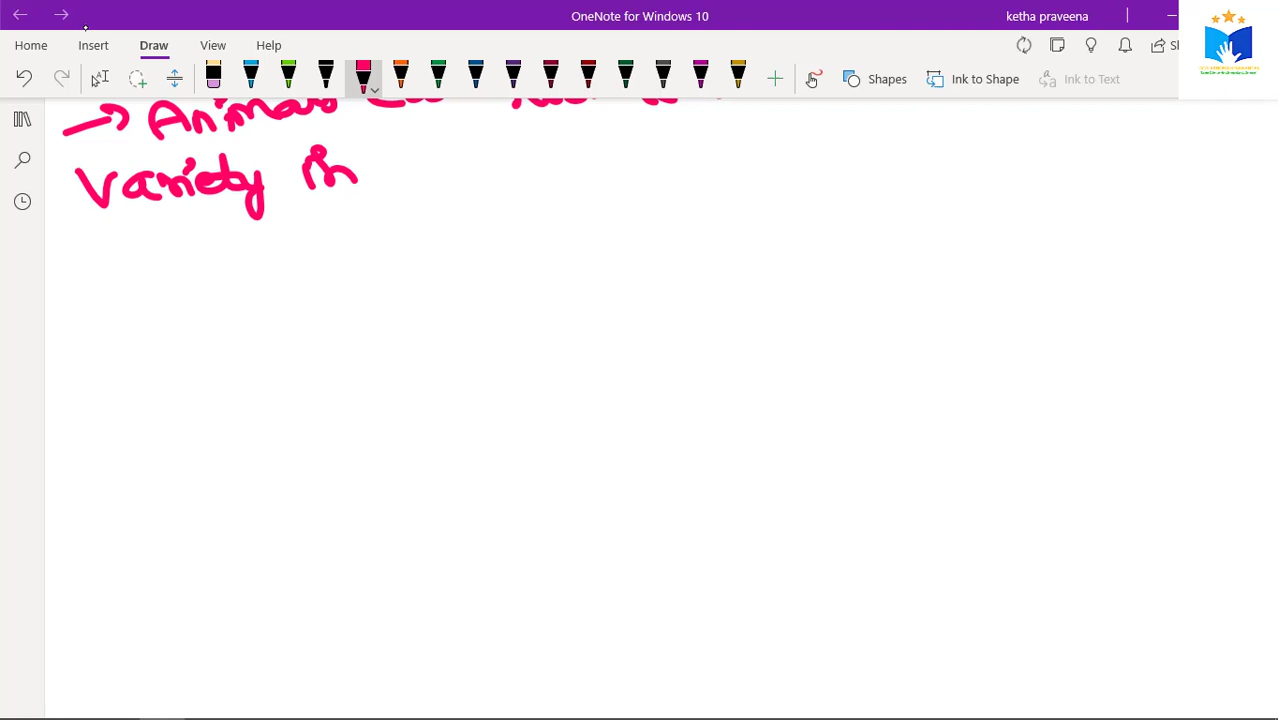 OneNote for Windows 10
ketha praveena
Home Insert Draw View Help
Shapes Ink to Shape Ink to Text
→ Animals
Variety in